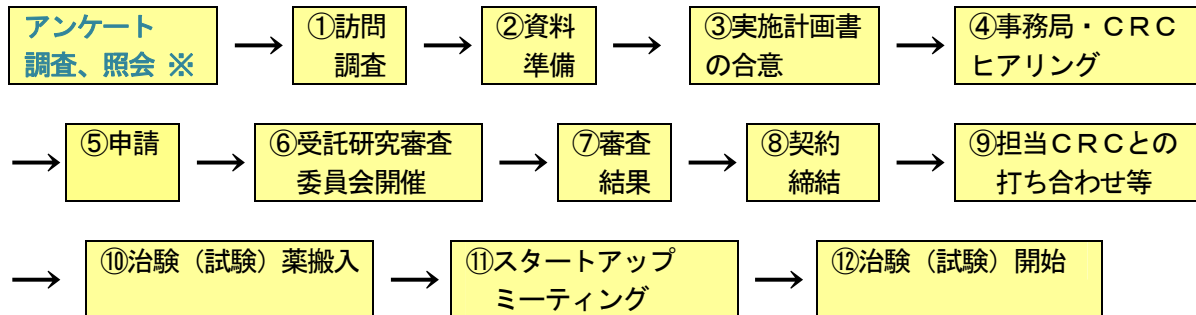 アンケート
調査、照会 ※
①訪問
調査
②資料
準備
③実施計画書
の合意
④事務局・ＣＲＣ
ヒアリング
⑤申請
⑥受託研究審査
委員会開催
⑦審査
結果
⑧契約
締結
⑨担当ＣＲＣとの
打ち合わせ等
⑩治験（試験）薬搬入
⑪スタートアップ
ミーティング
⑫治験（試験）開始